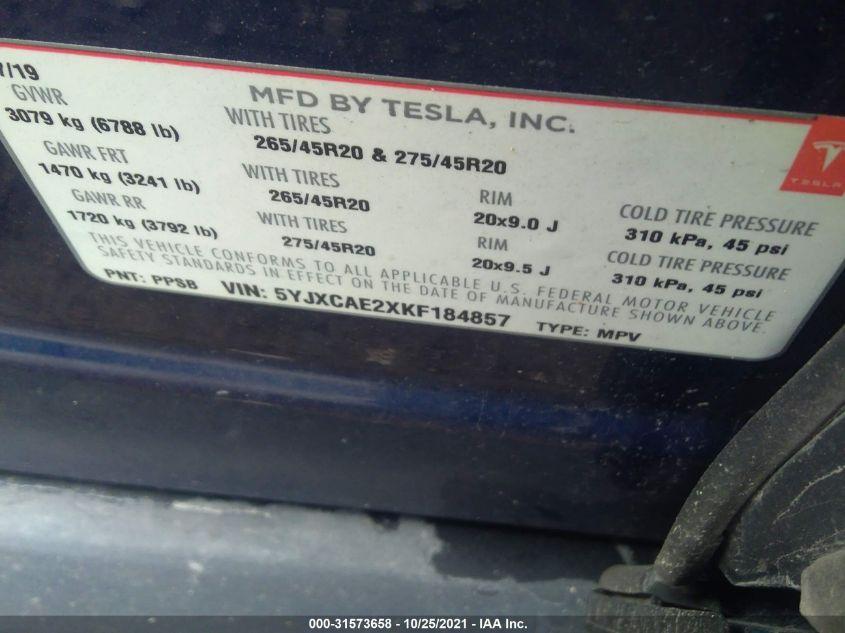 /19
MFD BY TESLA, INC.
GVWR
3079 kg (6788 lb)
WITH TIRES
265/45R20 & 275/45R20
GAWR FRT
1470 kg (3241 lb)
WITH TIRES
265/45R20
RIM
20x9.0 J
COLD TIRE PRESSURE
310 kPa, 45 psi
GAWR RR
1720 kg (3792 lb)
WITH TIRES
275/45R20
RIM
20x9.5 J
COLD TIRE PRESSURE
310 kPa, 45 psi
THIS VEHICLE CONFORMS TO ALL APPLICABLE U.S. FEDERAL MOTOR VEHICLE
SAFETY STANDARDS IN EFFECT ON THE DATE OF MANUFACTURE SHOWN ABOVE.
PNT: PPSB VIN: 5YJXCAE2XKF184857 TYPE: MPV
TESLA
000-31573658 - 10/25/2021 - IAA Inc.